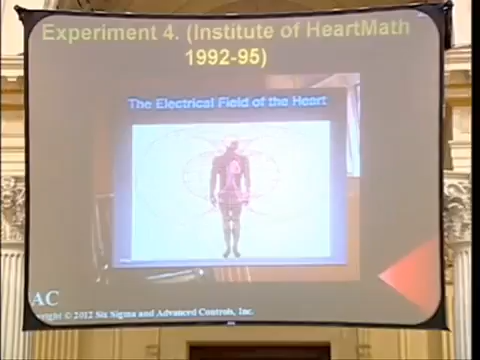 Experiment 4. (Institute of HeartMath
1992-95)
The Electrical Field of the Heart
AC
© 2012 Six Sigma and Advanced Controls, Inc.